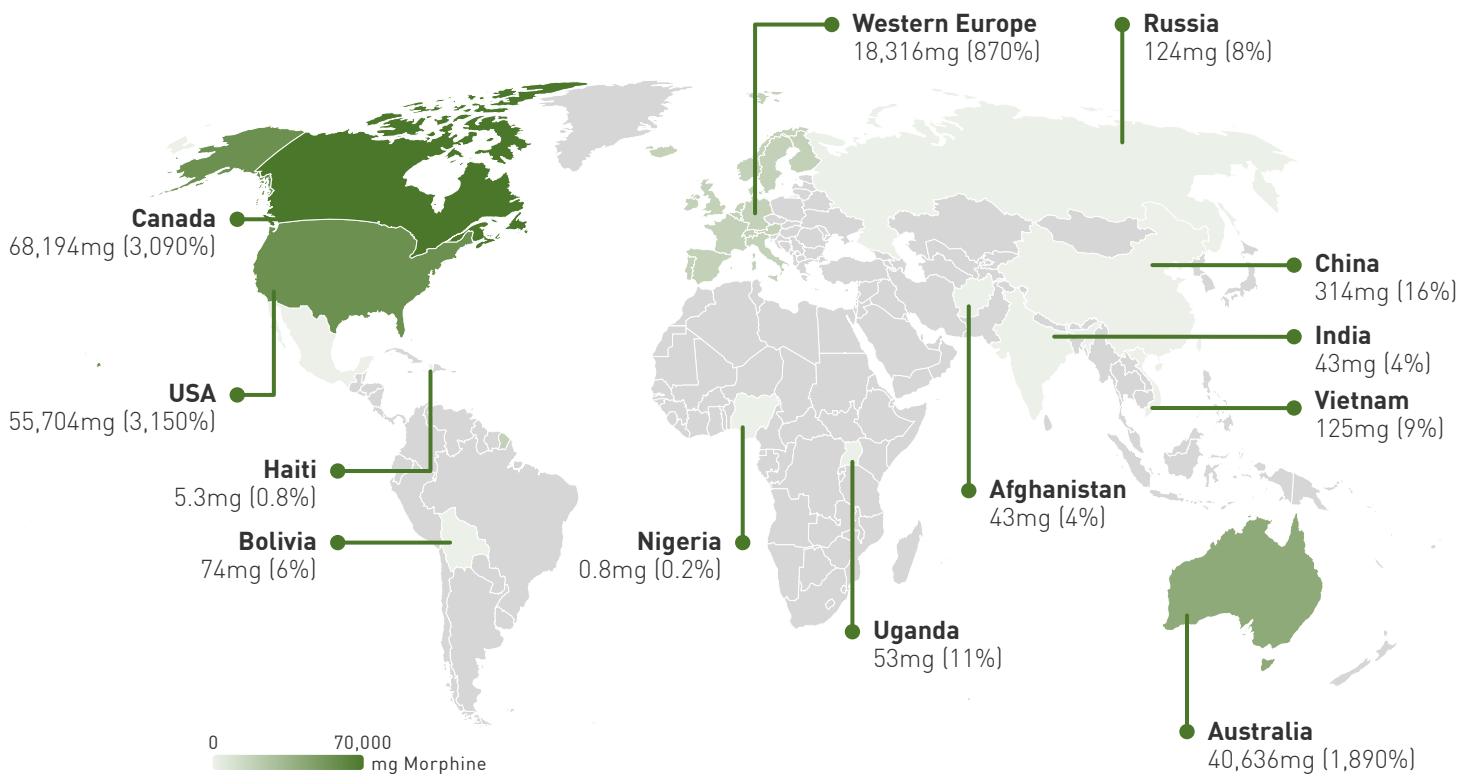 Western Europe
18,316mg (870%)
Russia
124mg (8%)
Canada
68,194mg (3,090%)
China
314mg (16%)
India
43mg (4%)
USA
55,704mg (3,150%)
Vietnam
125mg (9%)
Haiti
5.3mg (0.8%)
Afghanistan
43mg (4%)
Bolivia
74mg (6%)
Nigeria
0.8mg (0.2%)
Uganda
53mg (11%)
Australia
40,636mg (1,890%)
0 70,000
mg Morphine